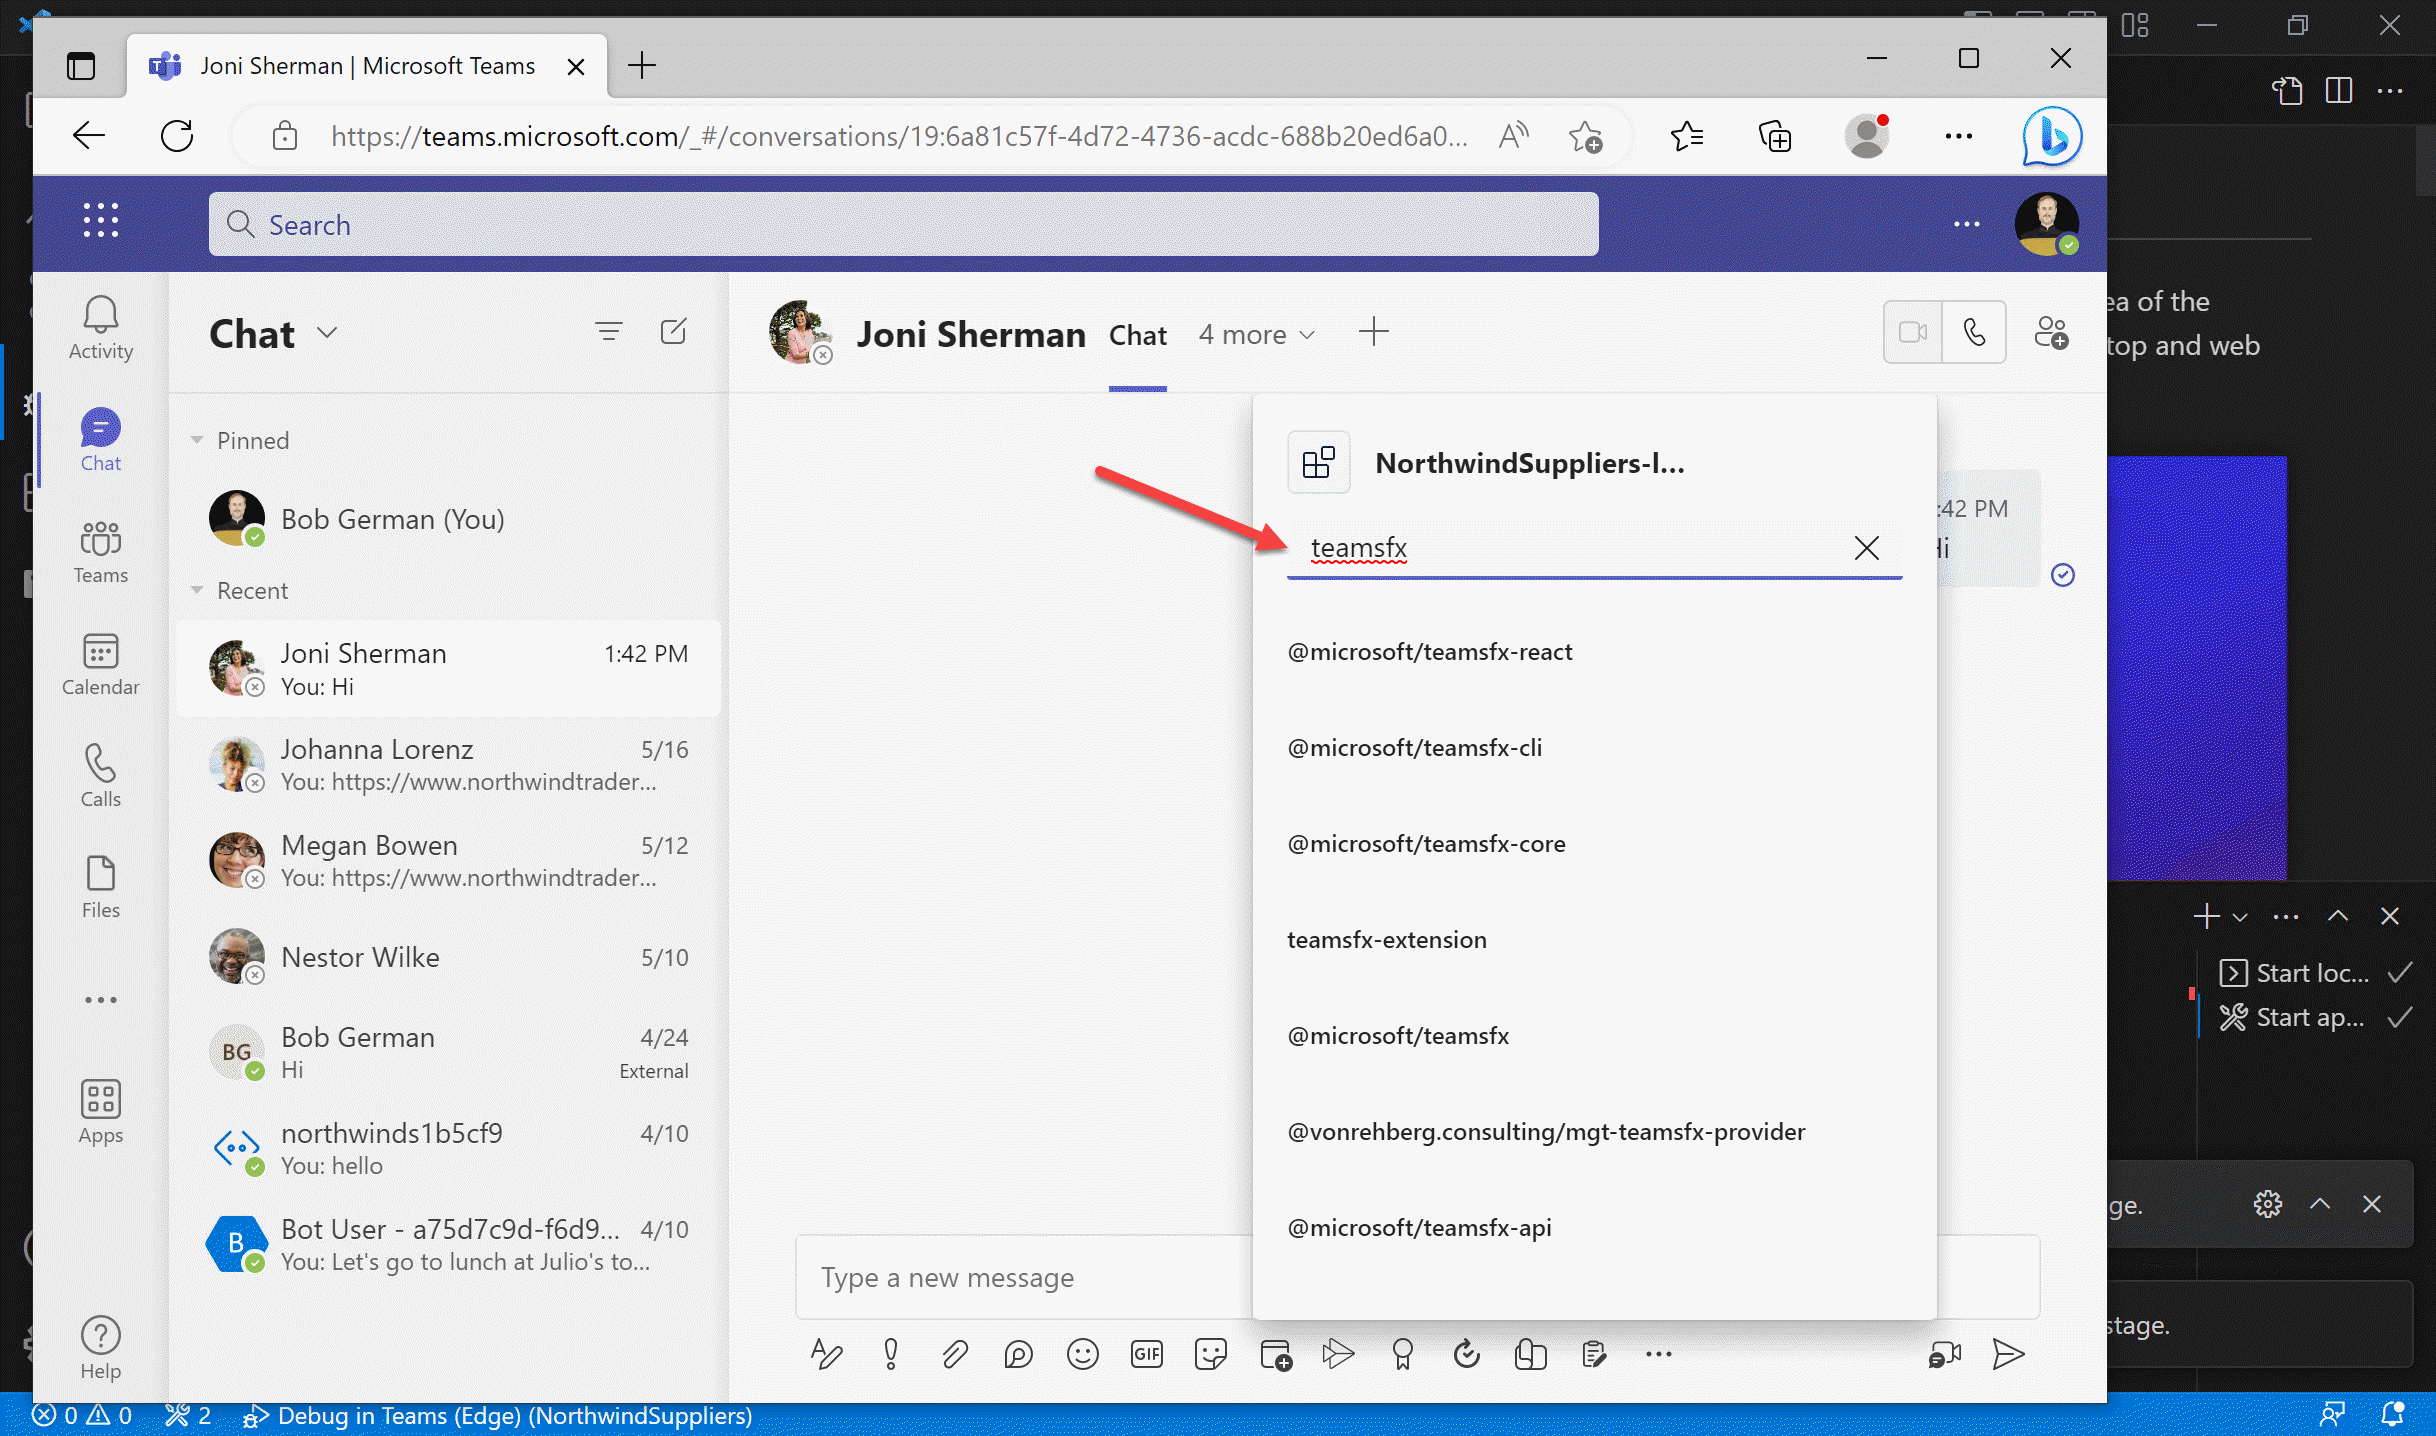 Joni Sherman | Microsoft Teams
https://teams.microsoft.com/_#/conversations/19:6a81c57f-4d72-4736-acdc-688b20ed6a0...
Search
Activity
Chat
Teams
Calendar
Calls
Files
Apps
Help
Chat
Pinned
Bob German (You)
Recent
Joni Sherman 1:42 PM
You: Hi
Johanna Lorenz 5/16
You: https://www.northwindtrader...
Megan Bowen 5/12
You: https://www.northwindtrader...
Nestor Wilke 5/10
BG
Bob German 4/24
Hi External
northwinds1b5cf9 4/10
You: hello
B
Bot User - a75d7c9d-f6d9... 4/10
You: Let's go to lunch at Julio's to...
Joni Sherman Chat 4 more
NorthwindSuppliers-l...
teamsfx
@microsoft/teamsfx-react
@microsoft/teamsfx-cli
@microsoft/teamsfx-core
teamsfx-extension
@microsoft/teamsfx
@vonrehberg.consulting/mgt-teamsfx-provider
@microsoft/teamsfx-api
:42 PM
Type a new message
GIF
ea of the
top and web
Start loc...
Start ap...
ge.
stage.
0 0 2 Debug in Teams (Edge) (NorthwindSuppliers)